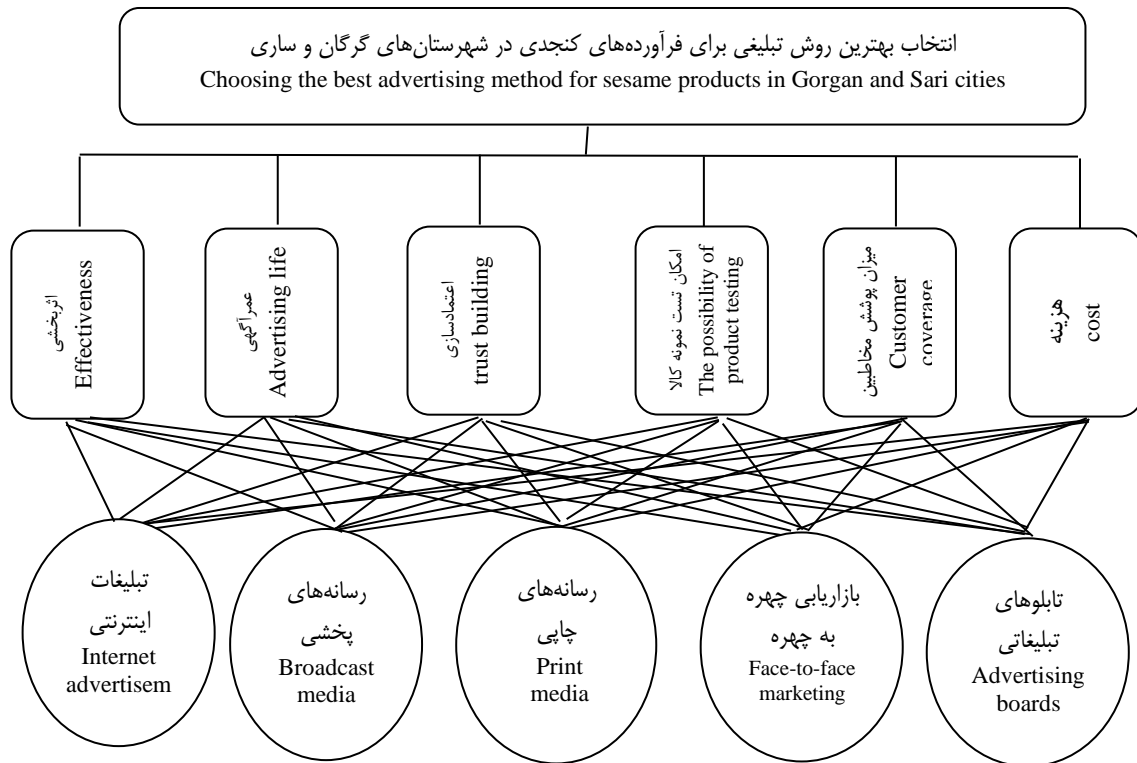 انتخاب بهترین روش تبلیغی برای فرآورده‌های کنجدی در شهرستان‌های گرگان و ساری
Choosing the best advertising method for sesame products in Gorgan and Sari cities
اثربخشی
Effectiveness
عمرآگهی
Advertising life
اعتمادسازی
trust building
امکان تست نمونه کالا
The possibility of
product testing
میزان پوشش مخاطبین
Customer
coverage
هزینه
cost
تبلیغات
اینترنتی
Internet
advertisem
رسانه‌های
پخشی
Broadcast
media
رسانه‌های
چاپی
Print
media
بازاریابی چهره
به چهره
Face-to-face
marketing
تابلوهای
تبلیغاتی
Advertising
boards